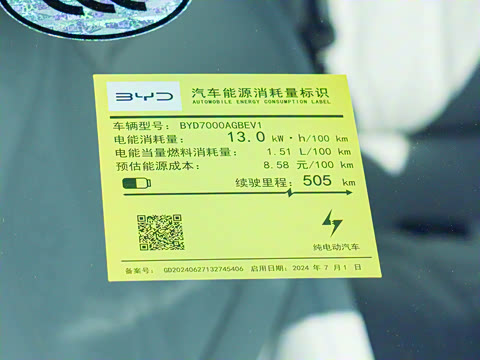 BYD 汽车能源消耗量标识
AUTOMOBILE ENERGY CONSUMPTION LABEL
车辆型号: BYD7000AGBEV1
电能消耗量: 13.0 kW·h/100 km
电能当量燃料消耗量: 1.51 L/100 km
预估能源成本: 8.58 元/100 km
续驶里程: 505 km
纯电动汽车
备案号: GD20240627132745406 启用日期: 2024 年 7 月 1 日